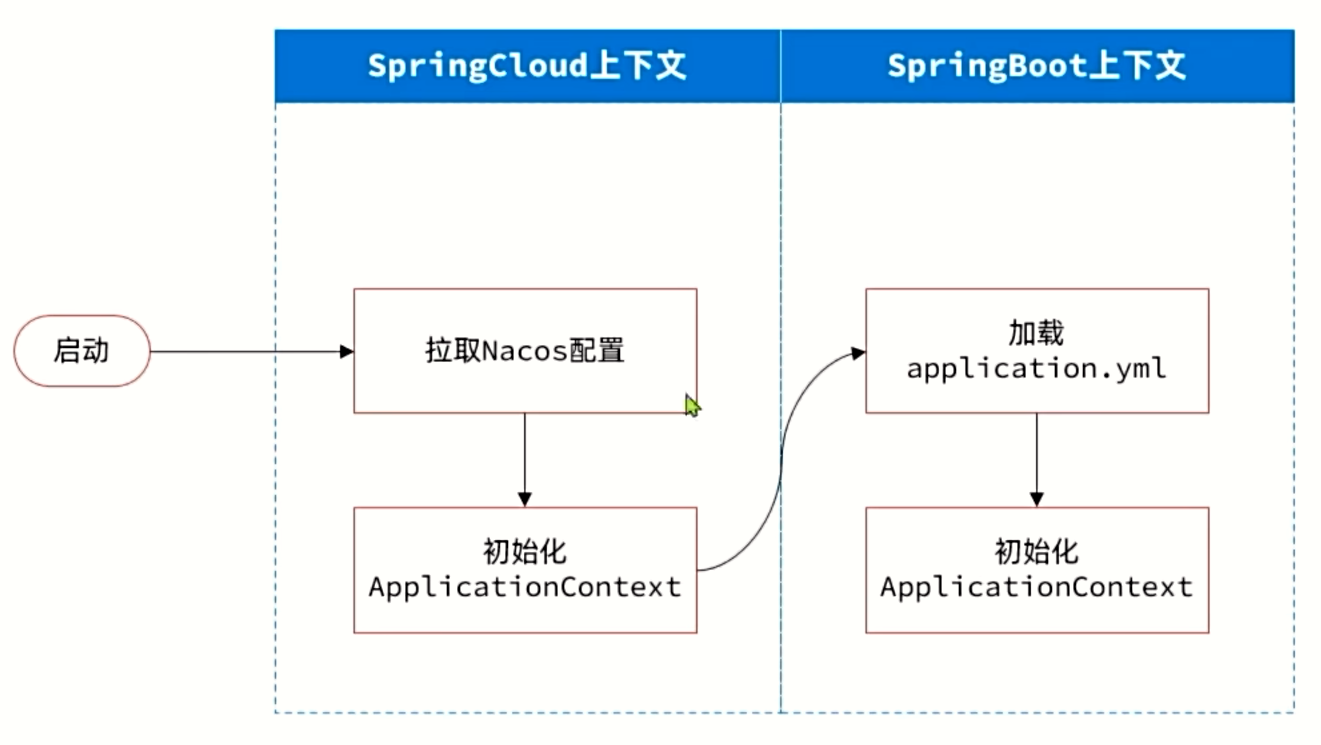 SpringCloud上下文
SpringBoot上下文
启动
拉取Nacos配置
初始化
ApplicationContext
加载
application.yml
初始化
ApplicationContext